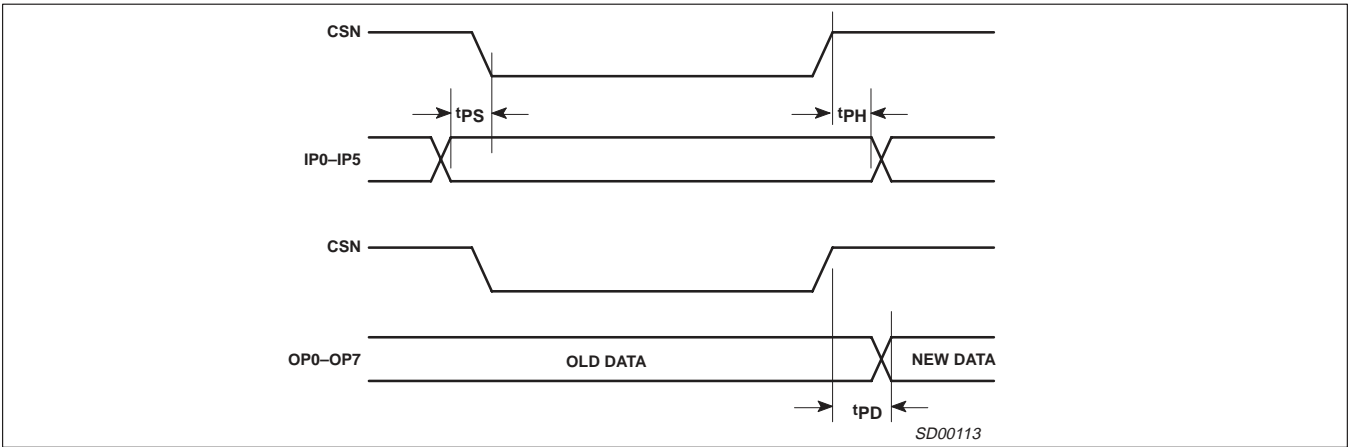 CSN
tPS
tPH
IP0–IP5
CSN
OP0–OP7
OLD DATA
NEW DATA
tPD
SD00113